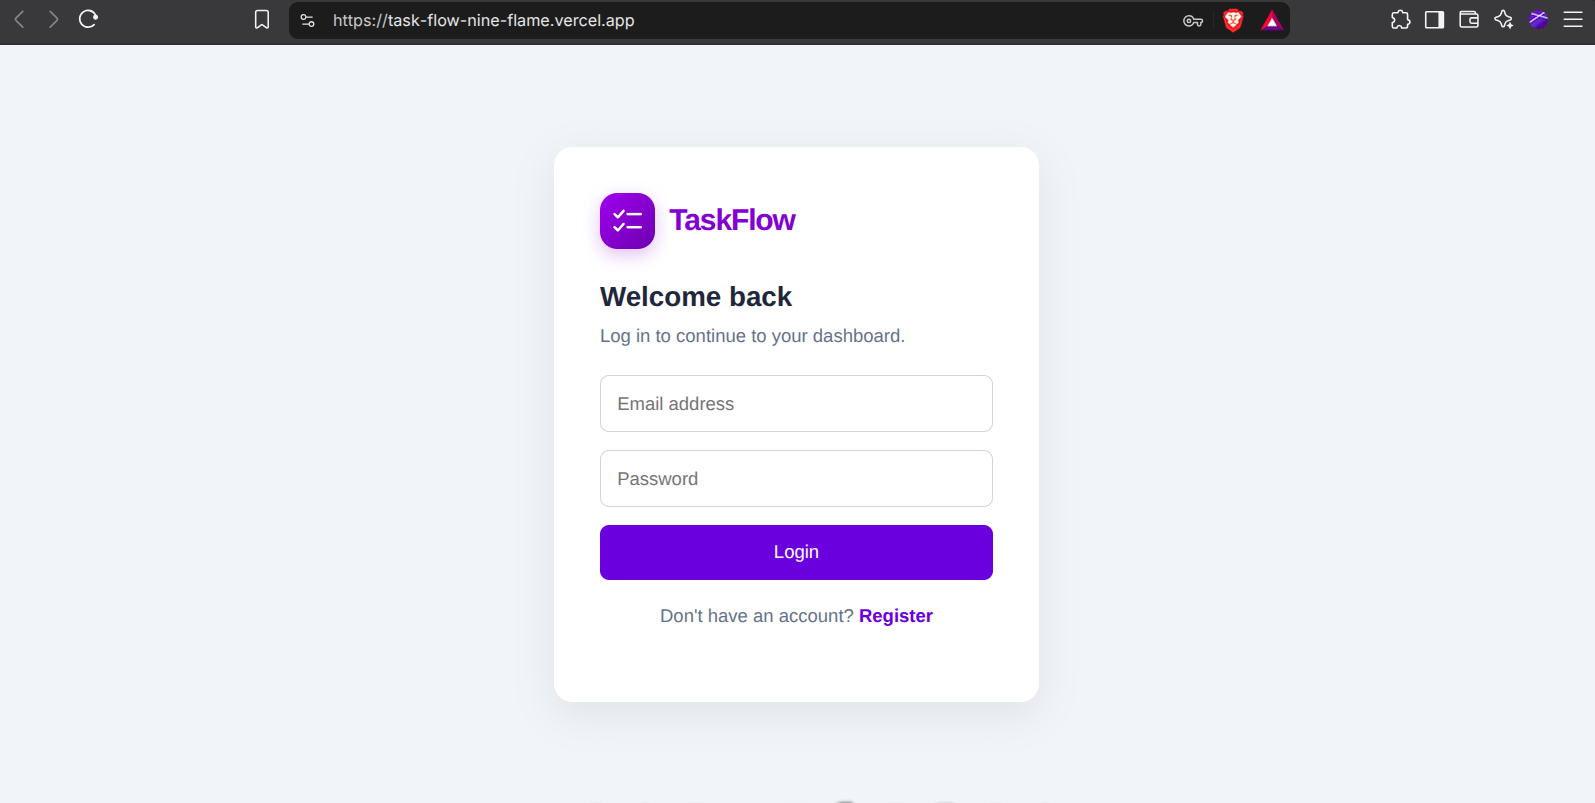 https://task-flow-nine-flame.vercel.app
TaskFlow
Welcome back
Log in to continue to your dashboard.
Email address
Password
Login
Don't have an account? Register